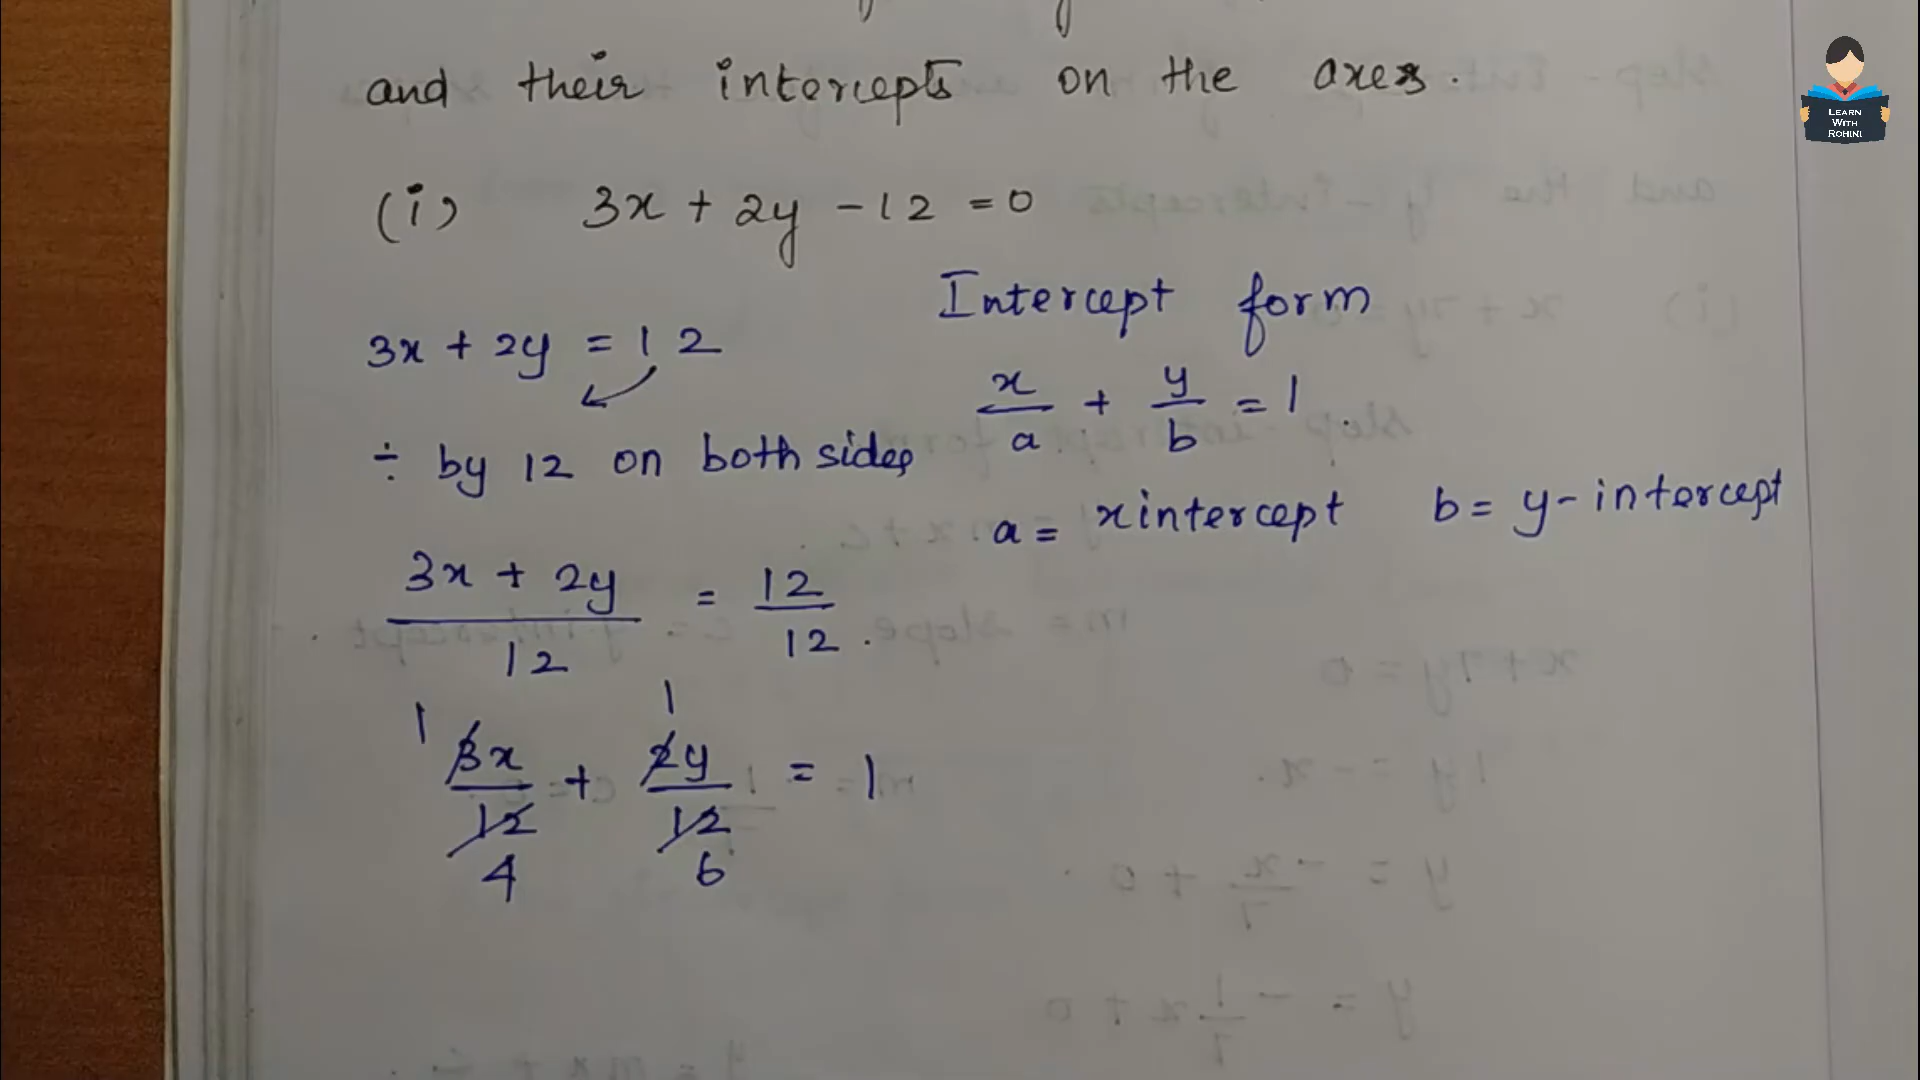 and their intercepts on the axes.
(i) 3x + 2y - 12 = 0
3x + 2y = 12
÷ by 12 on both sides
3x + 2y / 12 = 12 / 12.
1 3x / 12 4 + 1 2y / 12 6 = 1
Intercept form
x / a + y / b = 1
a = x intercept b = y-intercept
LEARN
WITH
ROHINI